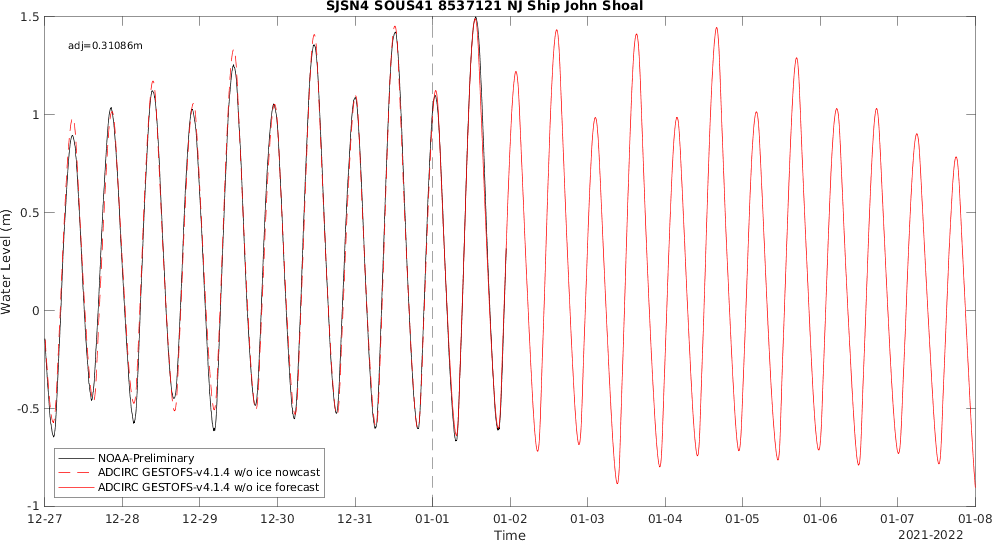 SJSN4 SOUS41 8537121 NJ Ship John Shoal
adj=0.31086m
1.5
1
0.5
0
-0.5
-1
Water Level (m)
NOAA-Preliminary
ADCIRC GESTOFS-v4.1.4 w/o ice nowcast
ADCIRC GESTOFS-v4.1.4 w/o ice forecast
12-27 12-28 12-29 12-30 12-31 01-01 01-02 01-03 01-04 01-05 01-06 01-07 01-08
Time
2021-2022